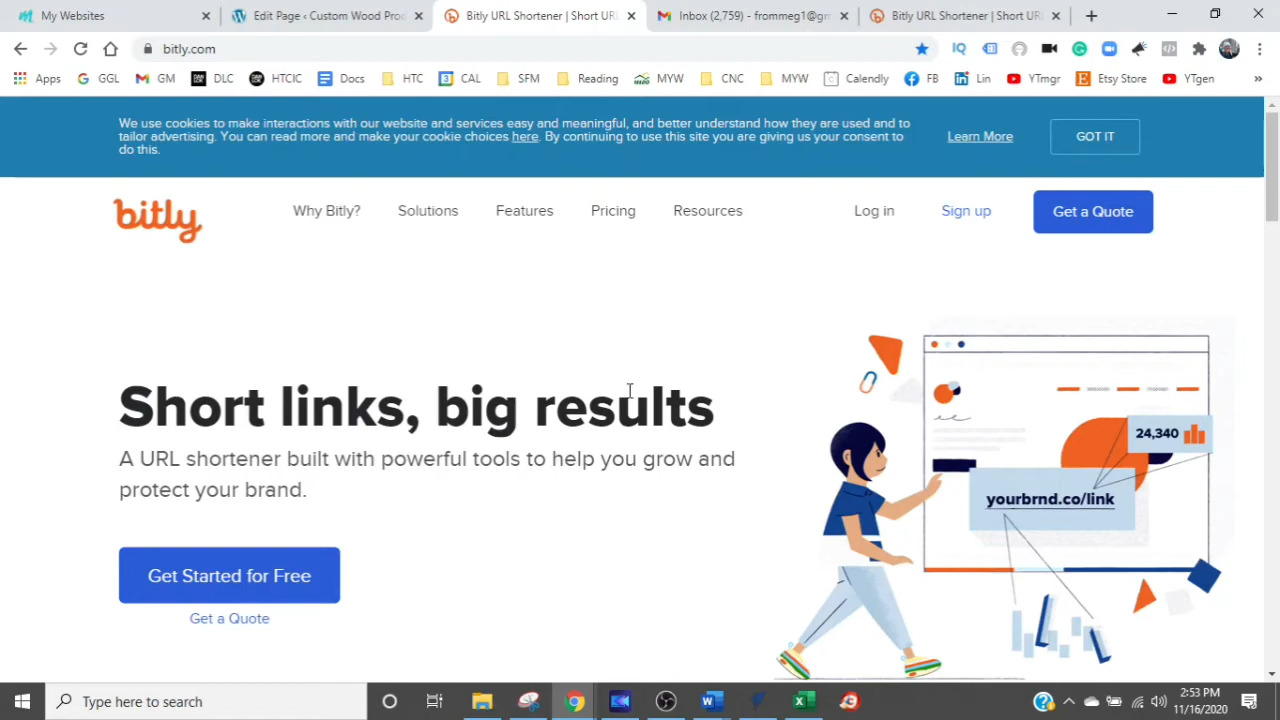 My Websites
Edit Page ‹ Custom Wood Proc
Bitly URL Shortener | Short URL
Inbox (2,759) - frommeg1@gm
Bitly URL Shortener | Short URL
bitly.com
Apps
GGL
GM
DLC
HTCIC
Docs
HTC
CAL
SFM
Reading
MYW
CNC
MYW
Calendly
FB
Lin
YTmgr
Etsy Store
YTgen
We use cookies to make interactions with our website and services easy and meaningful, and better understand how they are used and to
tailor advertising. You can read more and make your cookie choices here. By continuing to use this site you are giving us your consent to
do this.
Learn More
GOT IT
bitly
Why Bitly?
Solutions
Features
Pricing
Resources
Log in
Sign up
Get a Quote
Short links, big results
A URL shortener built with powerful tools to help you grow and
protect your brand.
Get Started for Free
Get a Quote
24,340
yourbrnd.co/link
Type here to search
2:53 PM
11/16/2020